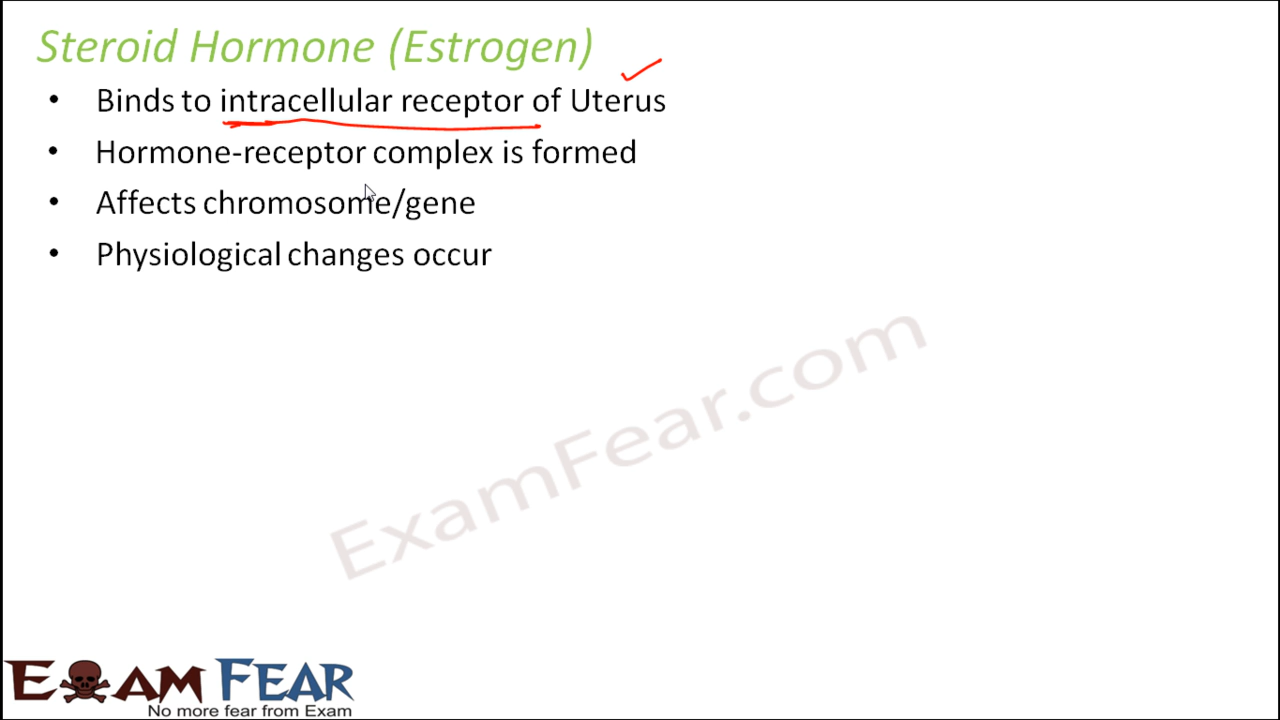 Steroid Hormone (Estrogen)
• Binds to intracellular receptor of Uterus
• Hormone-receptor complex is formed
• Affects chromosome/gene
• Physiological changes occur
ExamFear.com
EXAM FEAR
No more fear from Exam